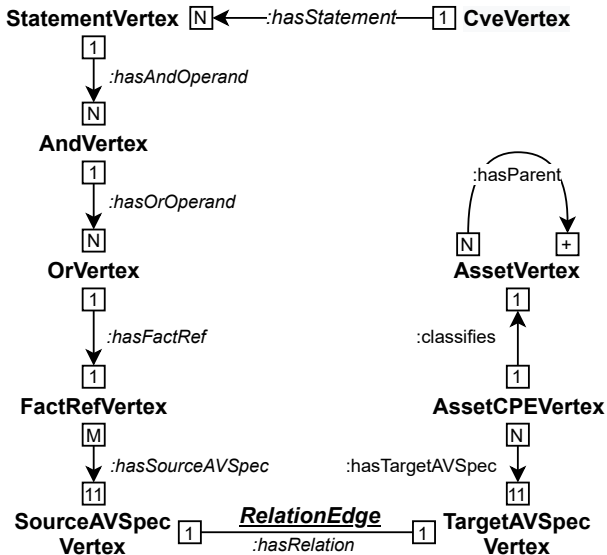 StatementVertex N :hasStatement 1 CveVertex
1
:hasAndOperand
N
AndVertex
1
:hasOrOperand
N
OrVertex
1
:hasFactRef
1
FactRefVertex
M
:hasSourceAVSpec
11
SourceAVSpec
Vertex
1 RelationEdge 1
:hasRelation
:hasParent
N +
AssetVertex
1
:classifies
1
AssetCPEVertex
N
:hasTargetAVSpec
11
TargetAVSpec
Vertex